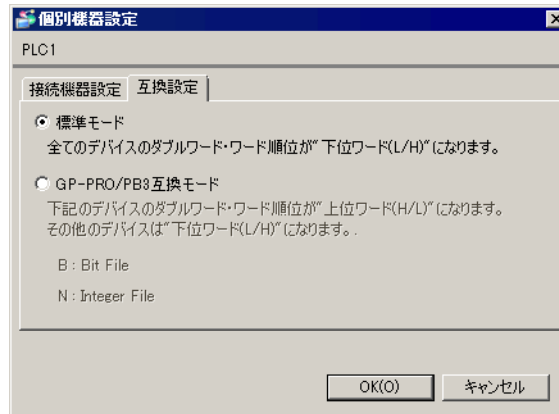 個別機器設定
PLC1
接続機器設定 互換設定
標準モード
全てのデバイスのダブルワード・ワード順位が"下位ワード(L/H)"になります。
GP-PRO/PB3互換モード
下記のデバイスのダブルワード・ワード順位が"上位ワード(H/L)"になります。
その他のデバイスは"下位ワード(L/H)"になります。.
B : Bit File
N : Integer File
OK(O) キャンセル